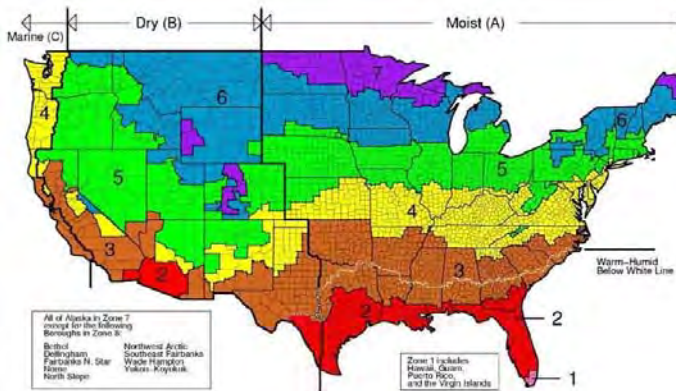 Dry (B)
Moist (A)
Marine (C)
7
6
6
4
5
5
4
3
3
Warm-Humid
Below White Line
2
2
2
1
All of Alaska in Zone 7
except for the following
Boroughs in Zone 8:
Bethel Northwest Arctic
Dellingham Southeast Fairbanks
Fairbanks N. Star Wade Hampton
Nome Yukon-Koyukuk
North Slope
Zone 1 includes
Hawaii, Guam,
Puerto Rico,
and the Virgin Islands